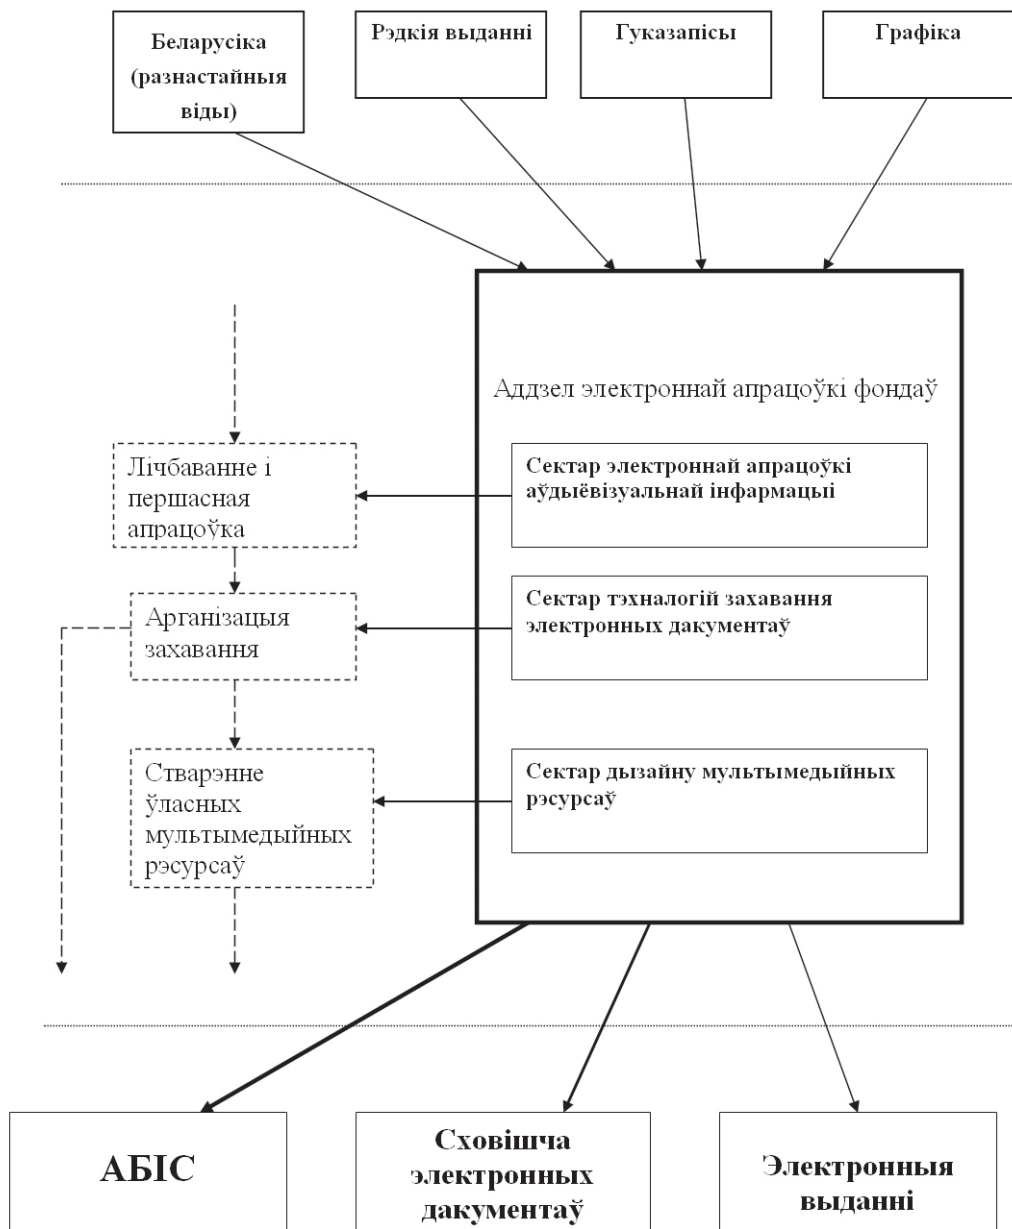 Беларусіка
(разнастайныя
віды)
Рэдкія выданні
Гуказапісы
Графіка
Аддзел электроннай апрацоўкі фондаў
Лічбаванне і
першасная
апрацоўка
Сектар электроннай апрацоўкі
аўдыёвізуальнай інфармацыі
Арганізацыя
захавання
Сектар тэхналогій захавання
электронных дакументаў
Стварэнне
ўласных
мультымедыйных
рэсурсаў
Сектар дызайну мультымедыйных
рэсурсаў
АБІС
Сховішча
электронных
дакументаў
Электронныя
выданні